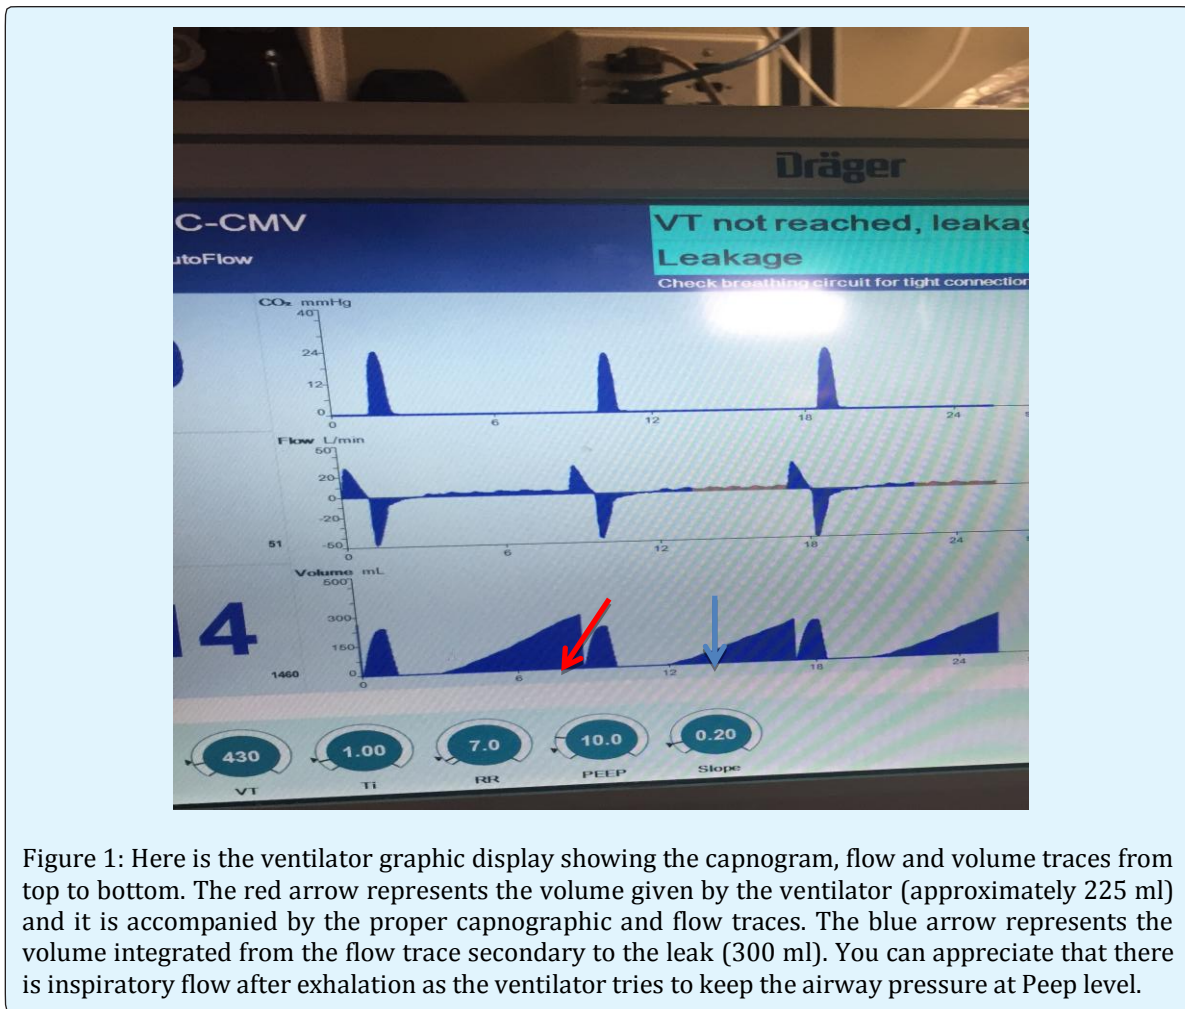 Dräger
C-CMV
VT not reached, leakag
utoFlow
Leakage
Check breathing circuit for tight connection
CO₂ mmHg
40
24
12
0
0 6 12 18 24
Flow L/min
50
20
0
-20
-50
51
0 6 12 18 24
Volume mL
500
300
150
0
14
1460
0 6 12 18 24
430 1.00 7.0 10.0 0.20
VT Ti RR PEEP Slope
Figure 1: Here is the ventilator graphic display showing the capnogram, flow and volume traces from
top to bottom. The red arrow represents the volume given by the ventilator (approximately 225 ml)
and it is accompanied by the proper capnographic and flow traces. The blue arrow represents the
volume integrated from the flow trace secondary to the leak (300 ml). You can appreciate that there
is inspiratory flow after exhalation as the ventilator tries to keep the airway pressure at Peep level.